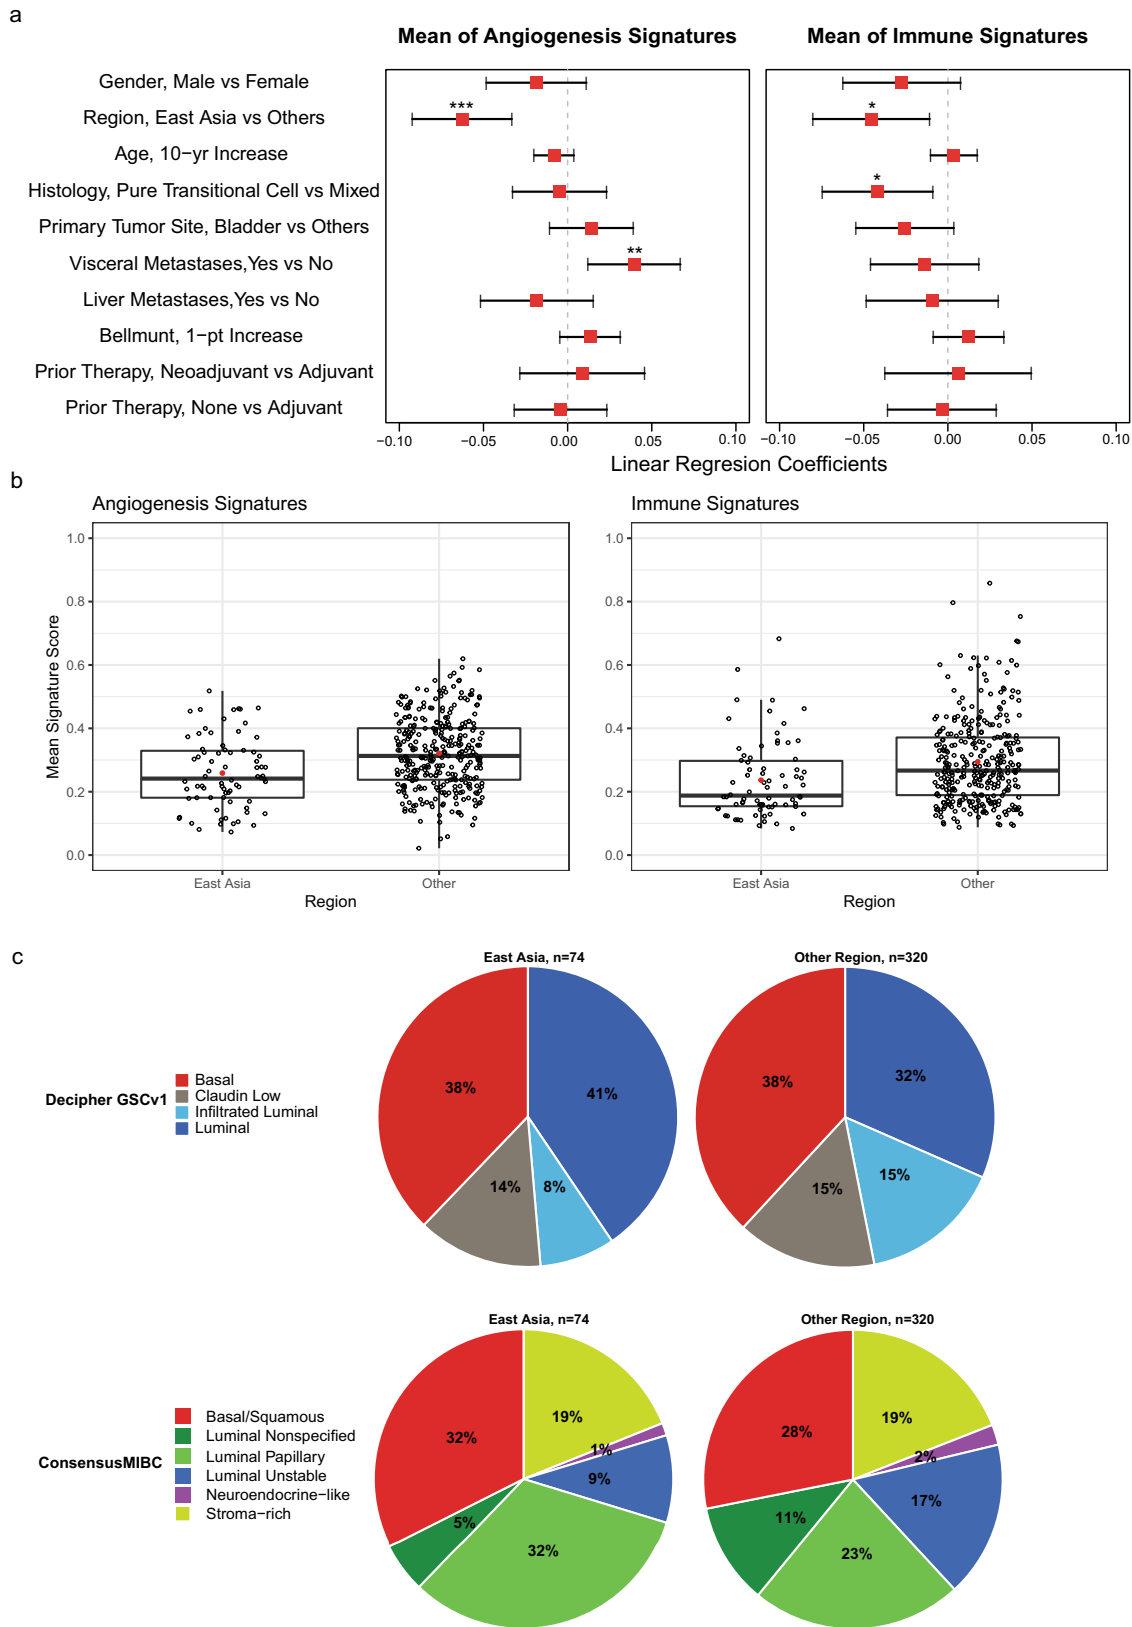 a
Mean of Angiogenesis Signatures
Mean of Immune Signatures
Gender, Male vs Female
Region, East Asia vs Others
***
*
Age, 10−yr Increase
Histology, Pure Transitional Cell vs Mixed
*
Primary Tumor Site, Bladder vs Others
Visceral Metastases,Yes vs No
**
Liver Metastases,Yes vs No
Bellmunt, 1−pt Increase
Prior Therapy, Neoadjuvant vs Adjuvant
Prior Therapy, None vs Adjuvant
−0.10 −0.05 0.00 0.05 0.10
−0.10 −0.05 0.00 0.05 0.10
Linear Regresion Coefficients
b
Angiogenesis Signatures
Immune Signatures
Mean Signature Score
1.0
0.8
0.6
0.4
0.2
0.0
East Asia Other
Region
1.0
0.8
0.6
0.4
0.2
0.0
East Asia Other
Region
c
East Asia, n=74
Other Region, n=320
Decipher GSCv1
Basal
Claudin Low
Infiltrated Luminal
Luminal
38%
41%
14%
8%
38%
32%
15%
15%
East Asia, n=74
Other Region, n=320
ConsensusMIBC
Basal/Squamous
Luminal Nonspecified
Luminal Papillary
Luminal Unstable
Neuroendocrine−like
Stroma−rich
19%
32%
1%
9%
5%
32%
19%
28%
2%
17%
11%
23%